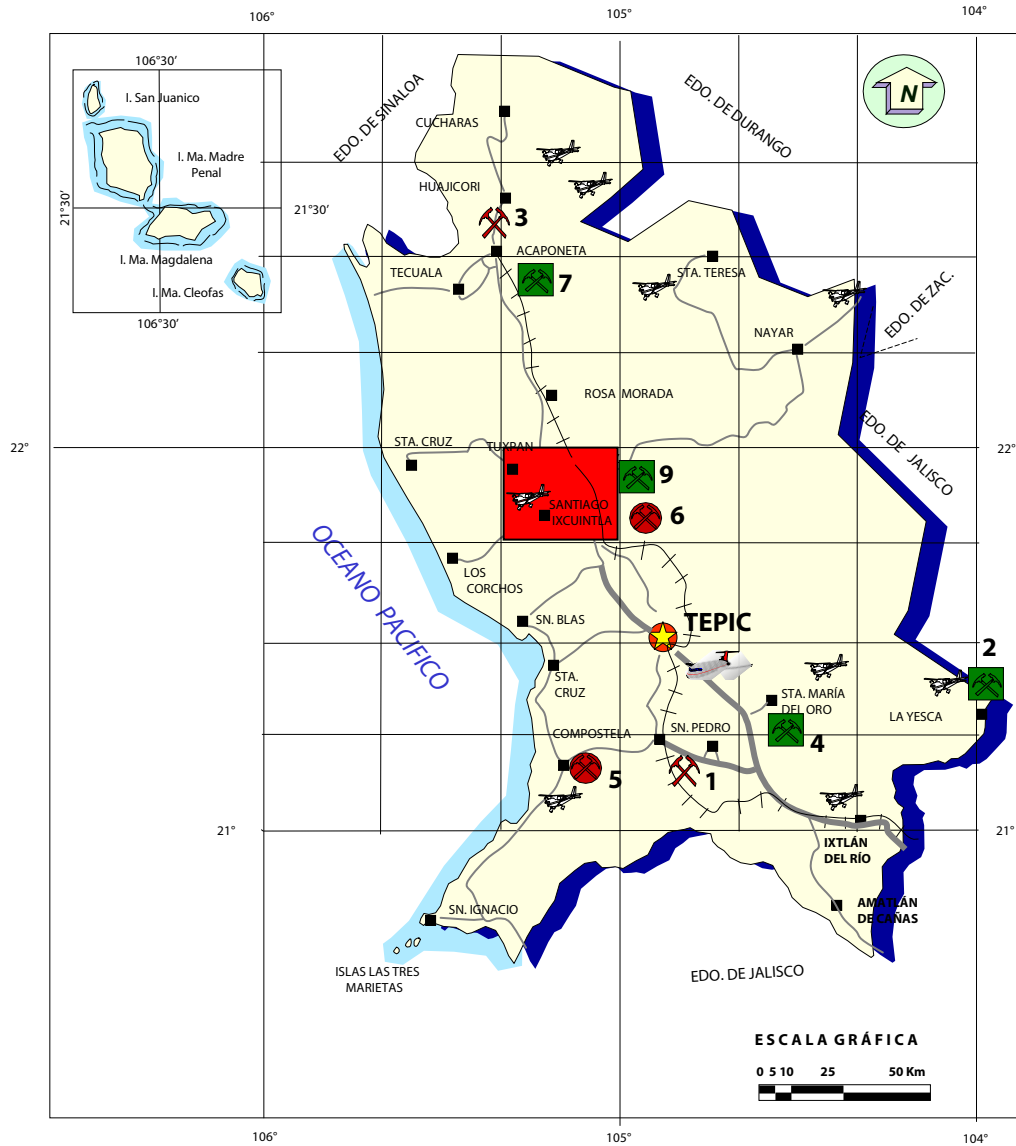 106°
105°
104°
106°30'
I. San Juanico
I. Ma. Madre
Penal
21°30'
21°30'
I. Ma. Magdalena
I. Ma. Cleofas
106°30'
EDO. DE SINALOA
EDO. DE DURANGO
N
CUCHARAS
HUAJICORI
3
ACAPONETA
TECUALA
7
STA. TERESA
EDO. DE ZAC.
NAYAR
ROSA MORADA
22°
22°
STA. CRUZ
TUXPAN
EDO. DE JALISCO
9
SANTIAGO
IXCUINTLA
6
OCEANO PACIFICO
LOS
CORCHOS
SN. BLAS
TEPIC
2
STA.
CRUZ
STA. MARÍA
DEL ORO
LA YESCA
COMPOSTELA
SN. PEDRO
4
5
1
21°
21°
IXTLÁN
DEL RÍO
AMATLÁN
DE CAÑAS
SN. IGNACIO
ISLAS LAS TRES
MARIETAS
EDO. DE JALISCO
ESCALA GRÁFICA
0 5 10 25 50 Km
106°
105°
104°